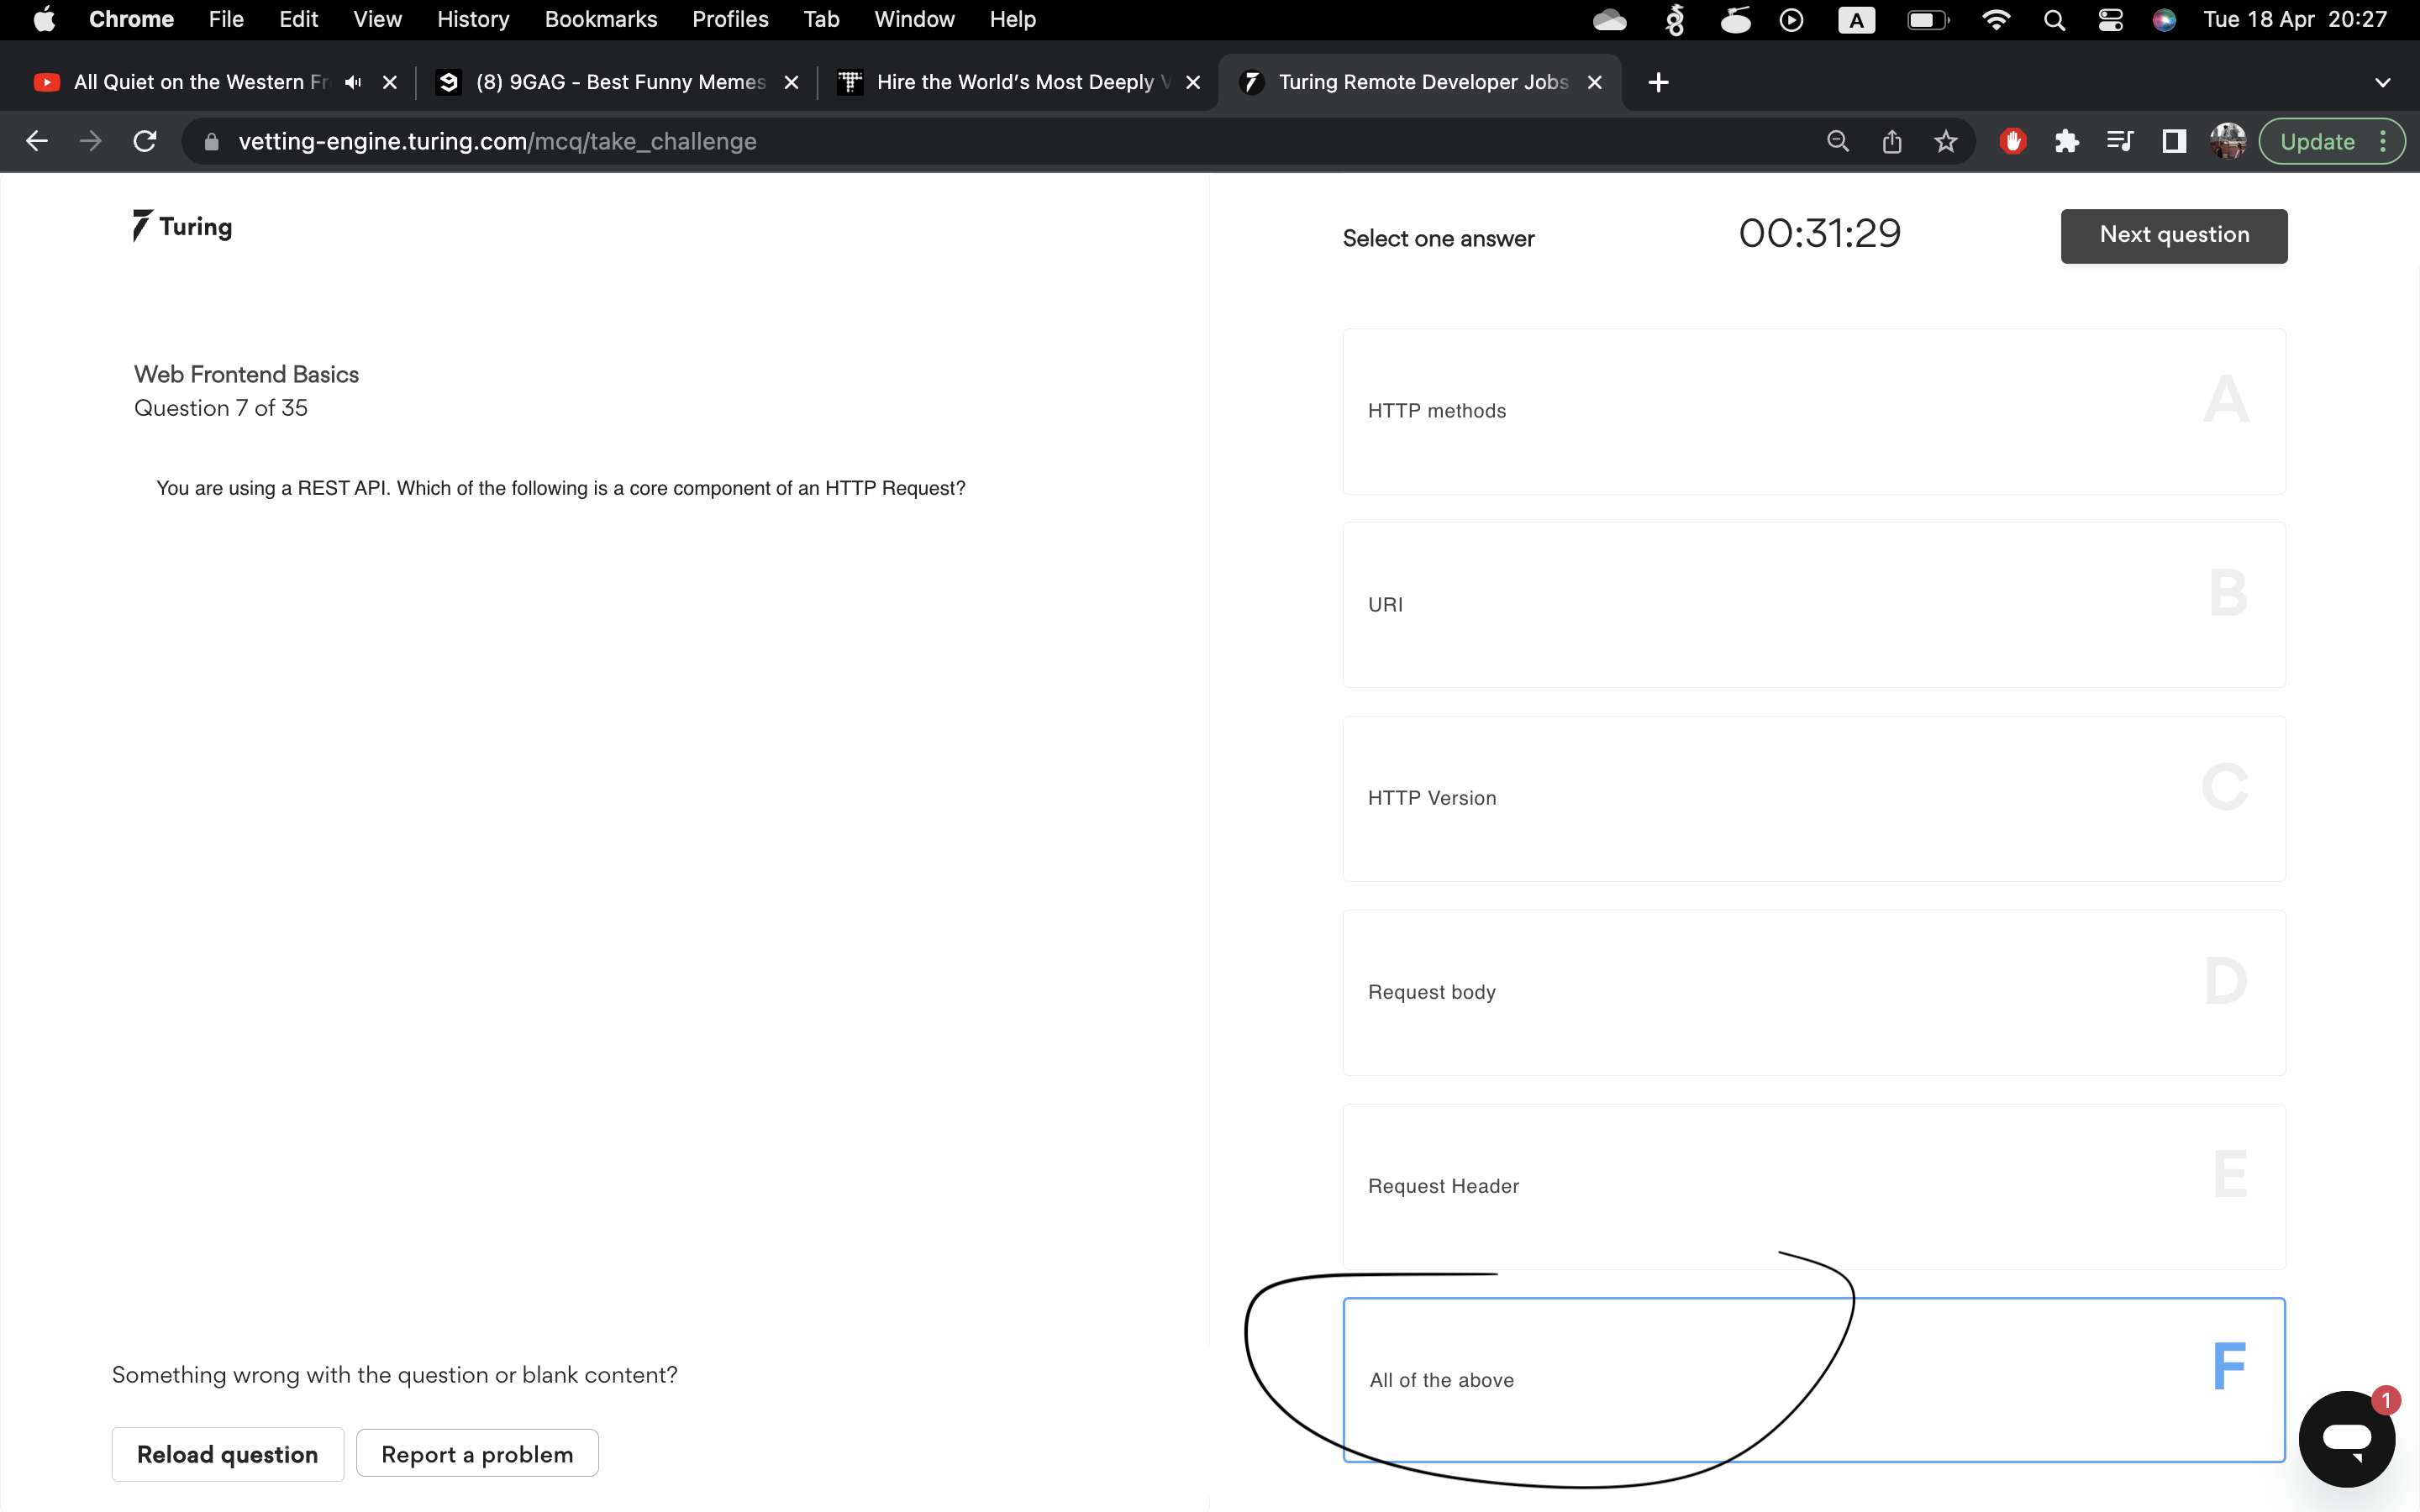 Chrome File Edit View History Bookmarks Profiles Tab Window Help A Tue 18 Apr 20:27
All Quiet on the Western Fr (8) 9GAG - Best Funny Memes Hire the World's Most Deeply V Turing Remote Developer Jobs
vetting-engine.turing.com/mcq/take_challenge Update
Turing
Select one answer 00:31:29 Next question
Web Frontend Basics
Question 7 of 35
You are using a REST API. Which of the following is a core component of an HTTP Request?
HTTP methods A
URI B
HTTP Version C
Request body D
Request Header E
All of the above F
Something wrong with the question or blank content?
Reload question Report a problem
1